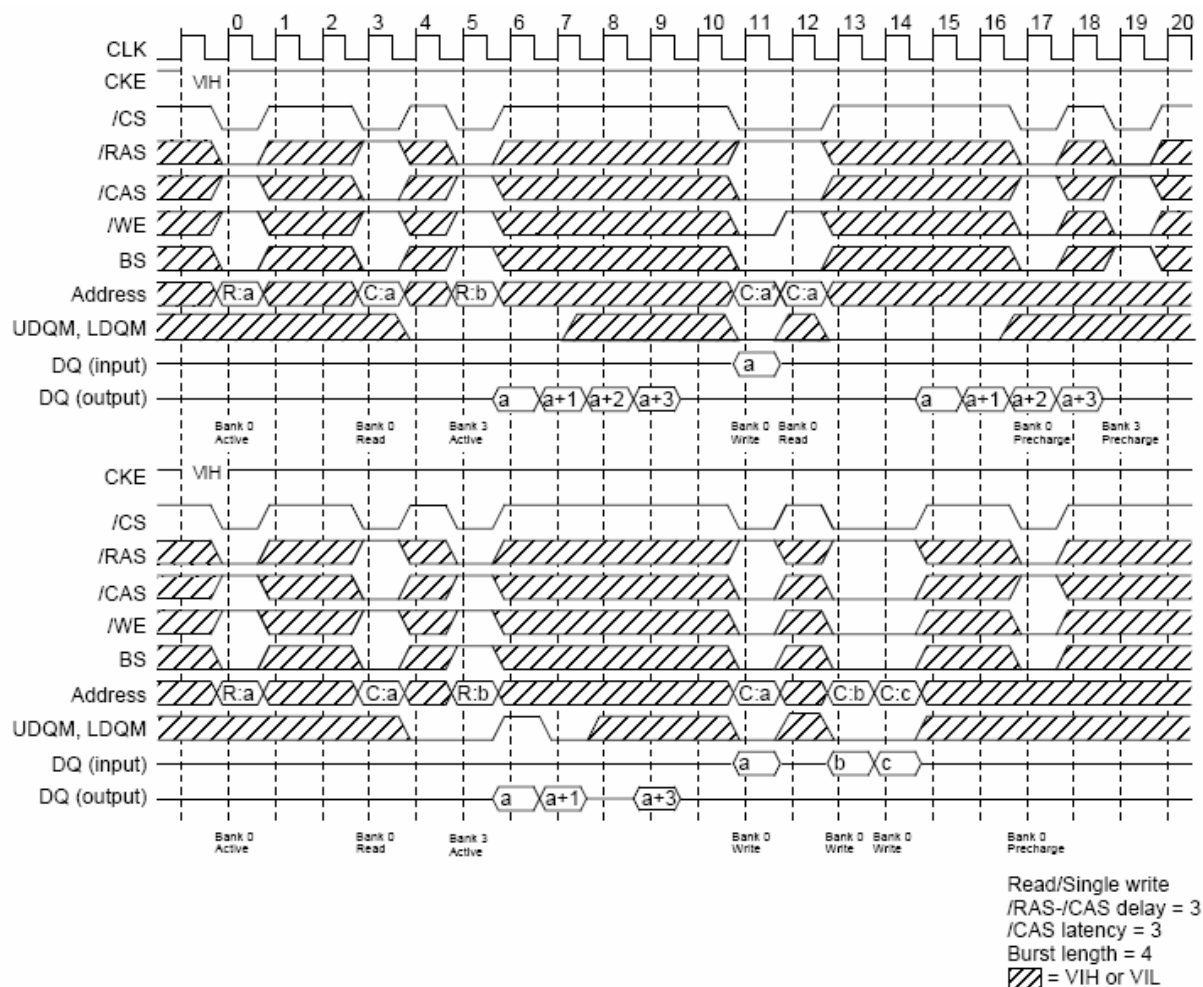 0 1 2 3 4 5 6 7 8 9 10 11 12 13 14 15 16 17 18 19 20
CLK
CKE VIH
/CS
/RAS
/CAS
/WE
BS
Address R:a C:a R:b C:a' C:a
UDQM, LDQM
DQ (input) a
DQ (output) a a+1 a+2 a+3 a a+1 a+2 a+3
Bank 0 Bank 0 Bank 3 Bank 0 Bank 0 Bank 0 Bank 3
Active Read Active Write Read Precharge Precharge
CKE VIH
/CS
/RAS
/CAS
/WE
BS
Address R:a C:a R:b C:a C:b C:c
UDQM, LDQM
DQ (input) a b c
DQ (output) a a+1 a+3
Bank 0 Bank 0 Bank 3 Bank 0 Bank 0 Bank 0 Bank 0
Active Read Active Write Write Write Precharge
Read/Single write
/RAS-/CAS delay = 3
/CAS latency = 3
Burst length = 4
= VIH or VIL